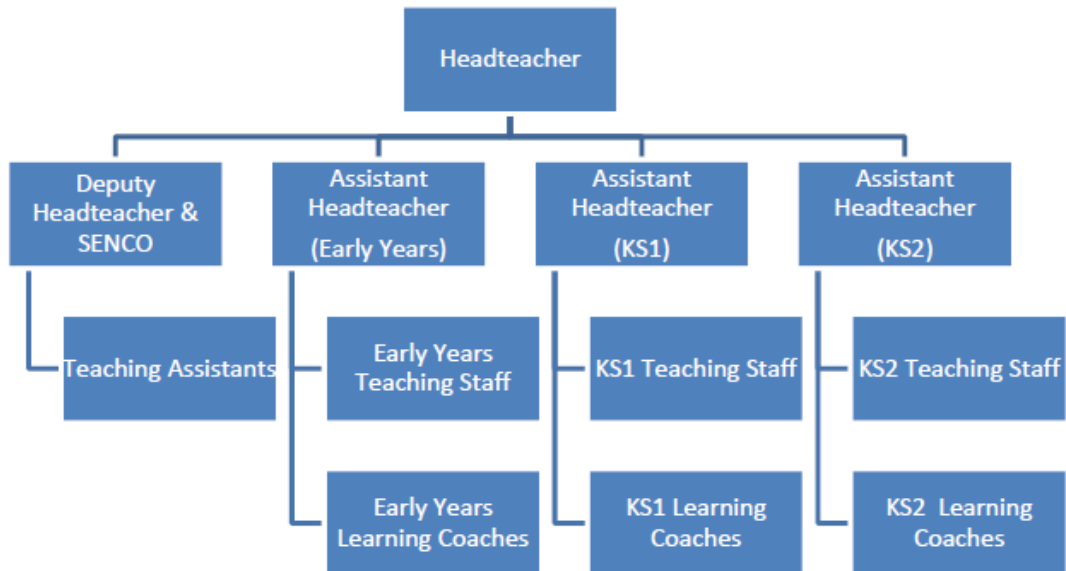 Headteacher
Deputy
Headteacher &
SENCO
Assistant
Headteacher
(Early Years)
Assistant
Headteacher
(KS1)
Assistant
Headteacher
(KS2)
Teaching Assistants
Early Years
Teaching Staff
KS1 Teaching Staff
KS2 Teaching Staff
Early Years
Learning Coaches
KS1 Learning
Coaches
KS2 Learning
Coaches